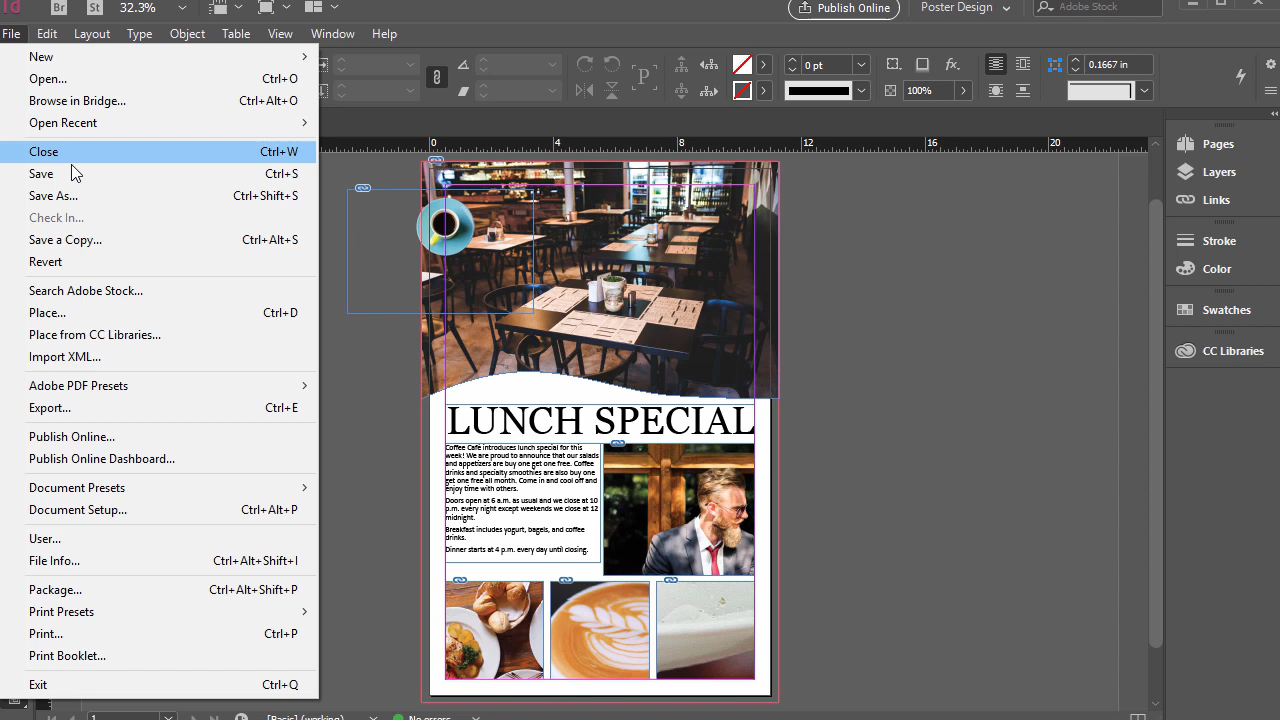 Id Br St 32.3% Publish Online Poster Design Adobe Stock
File Edit Layout Type Object Table View Window Help
New
Open... Ctrl+O
Browse in Bridge... Ctrl+Alt+O
Open Recent
Close Ctrl+W
Save Ctrl+S
Save As... Ctrl+Shift+S
Check In...
Save a Copy... Ctrl+Alt+S
Revert
Search Adobe Stock...
Place... Ctrl+D
Place from CC Libraries...
Import XML...
Adobe PDF Presets
Export... Ctrl+E
Publish Online...
Publish Online Dashboard...
Document Presets
Document Setup... Ctrl+Alt+P
User...
File Info... Ctrl+Alt+Shift+I
Package... Ctrl+Alt+Shift+P
Print Presets
Print... Ctrl+P
Print Booklet...
Exit Ctrl+Q
P 0 pt fx. 0.1667 in
100%
0 4 8 12 16 20
LUNCH SPECIAL
Coffee Café introduces lunch special for this
week! We are proud to announce that our salads
and appetizers are buy one get one free. Coffee
drinks and specialty smoothies are also buy one
get one free all month. Come in and cool off and
enjoy time with others.
Doors open at 6 a.m. as usual and we close at 10
p.m. every night except weekends we close at 12
midnight.
Breakfast includes yogurt, bagels, and coffee
drinks.
Dinner starts at 4 p.m. every day until closing.
Pages
Layers
Links
Stroke
Color
Swatches
CC Libraries
1 [Basic] (working) No errors